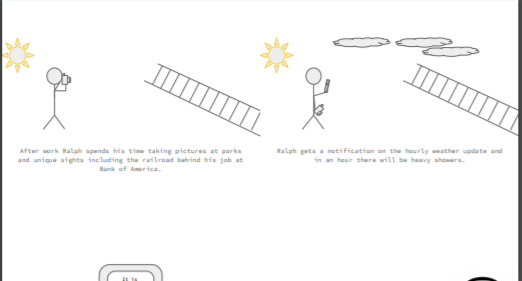 After work Ralph spends his time taking pictures at parks
and unique sights including the railroad behind his job at
Bank of America.
Ralph gets a notification on the hourly weather update and
in an hour there will be heavy showers.
It is